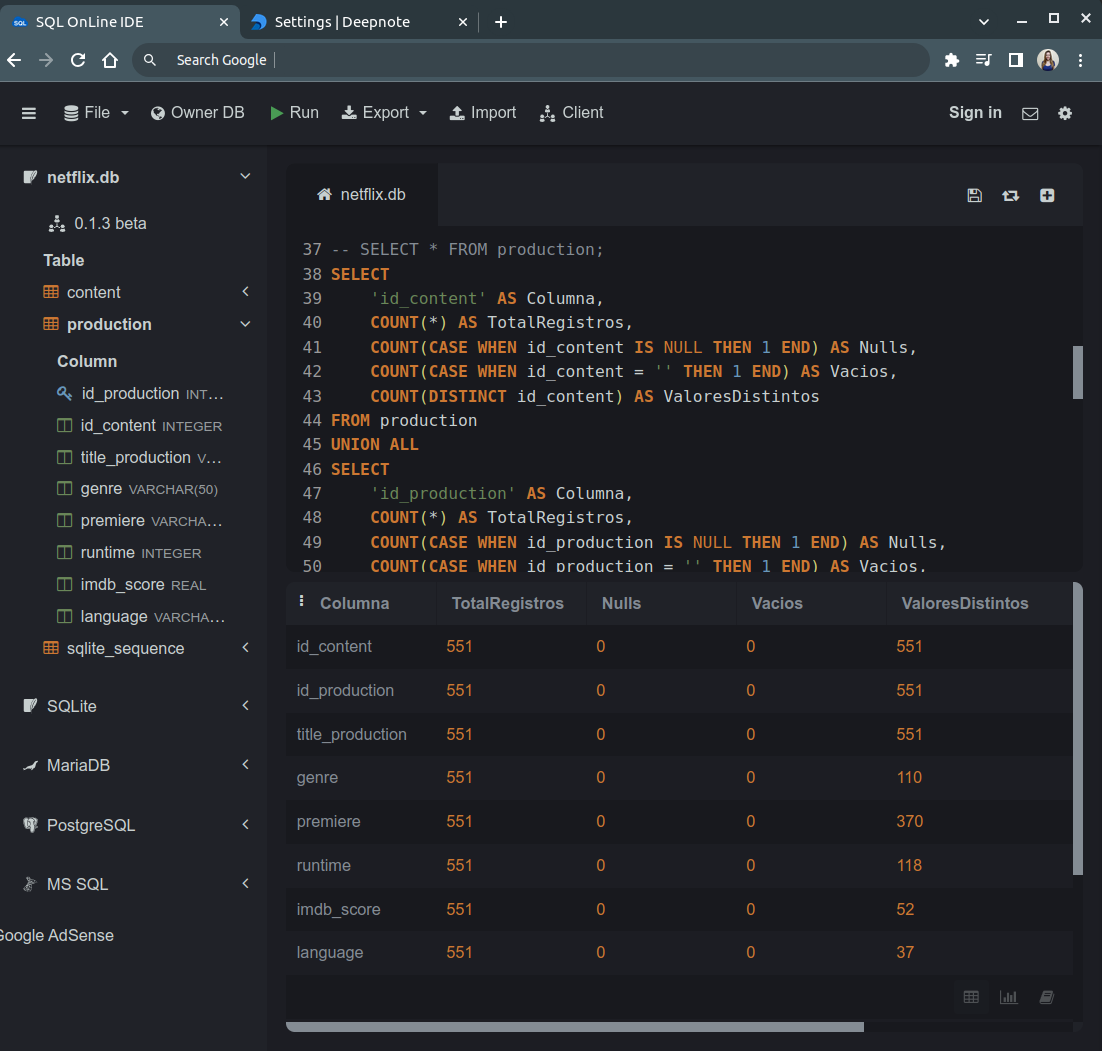 SQL OnLine IDE
Settings | Deepnote
Search Google
File
Owner DB
Run
Export
Import
Client
Sign in
netflix.db
0.1.3 beta
Table
content
production
Column
id_production INT...
id_content INTEGER
title_production V...
genre VARCHAR(50)
premiere VARCHA...
runtime INTEGER
imdb_score REAL
language VARCHA...
sqlite_sequence
SQLite
MariaDB
PostgreSQL
MS SQL
Google AdSense
netflix.db
37 -- SELECT * FROM production;
38 SELECT
39     'id_content' AS Columna,
40     COUNT(*) AS TotalRegistros,
41     COUNT(CASE WHEN id_content IS NULL THEN 1 END) AS Nulls,
42     COUNT(CASE WHEN id_content = '' THEN 1 END) AS Vacios,
43     COUNT(DISTINCT id_content) AS ValoresDistintos
44 FROM production
45 UNION ALL
46 SELECT
47     'id_production' AS Columna,
48     COUNT(*) AS TotalRegistros,
49     COUNT(CASE WHEN id_production IS NULL THEN 1 END) AS Nulls,
50     COUNT(CASE WHEN id_production = '' THEN 1 END) AS Vacios,
Columna TotalRegistros Nulls Vacios ValoresDistintos
id_content 551 0 0 551
id_production 551 0 0 551
title_production 551 0 0 551
genre 551 0 0 110
premiere 551 0 0 370
runtime 551 0 0 118
imdb_score 551 0 0 52
language 551 0 0 37